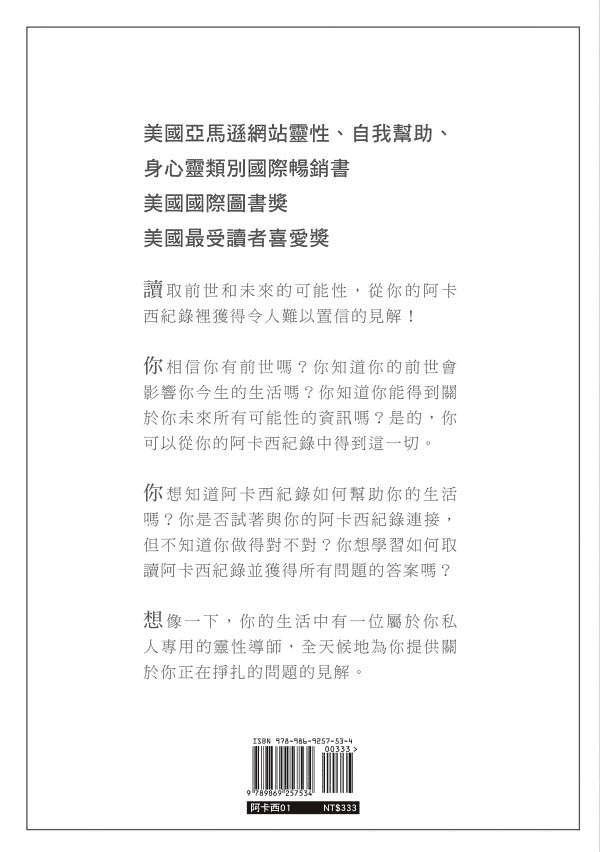 美國亞馬遜網站靈性、自我幫助、
身心靈類別國際暢銷書
美國國際圖書獎
美國最受讀者喜愛獎
讀取前世和未來的可能性，從你的阿卡
西紀錄裡獲得令人難以置信的見解！
你相信你有前世嗎？你知道你的前世會
影響你今生的生活嗎？你知道你能得到關
於你未來所有可能性的資訊嗎？是的，你
可以從你的阿卡西紀錄中得到這一切。
你想知道阿卡西紀錄如何幫助你的生活
嗎？你是否試著與你的阿卡西紀錄連接，
但不知道你做得對不對？你想學習如何取
讀阿卡西紀錄並獲得所有問題的答案嗎？
想像一下，你的生活中有一位屬於你私
人專用的靈性導師，全天候地為你提供關
於你正在掙扎的問題的見解。
ISBN 978-986-9257-53-4
00333>
9 789869 257534
阿卡西01 NT$333